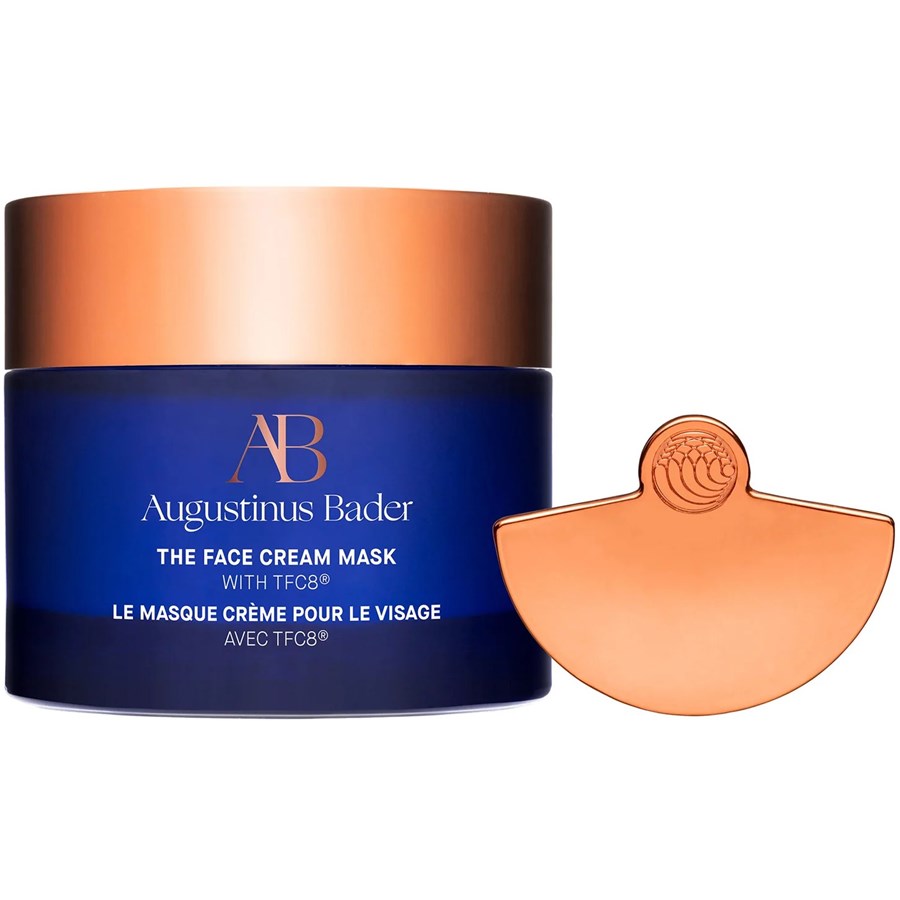 AB
Augustinus Bader
THE FACE CREAM MASK
WITH TFC8®
LE MASQUE CRÈME POUR LE VISAGE
AVEC TFC8®